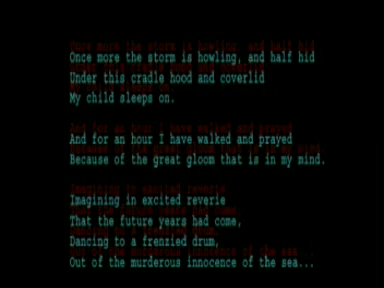 Once more the storm is howling, and half hid
Under this cradle hood and coverlid
My child sleeps on.
And for an hour I have walked and prayed
Because of the great gloom that is in my mind.
Imagining in excited reverie
That the future years had come,
Dancing to a frenzied drum,
Out of the murderous innocence of the sea...